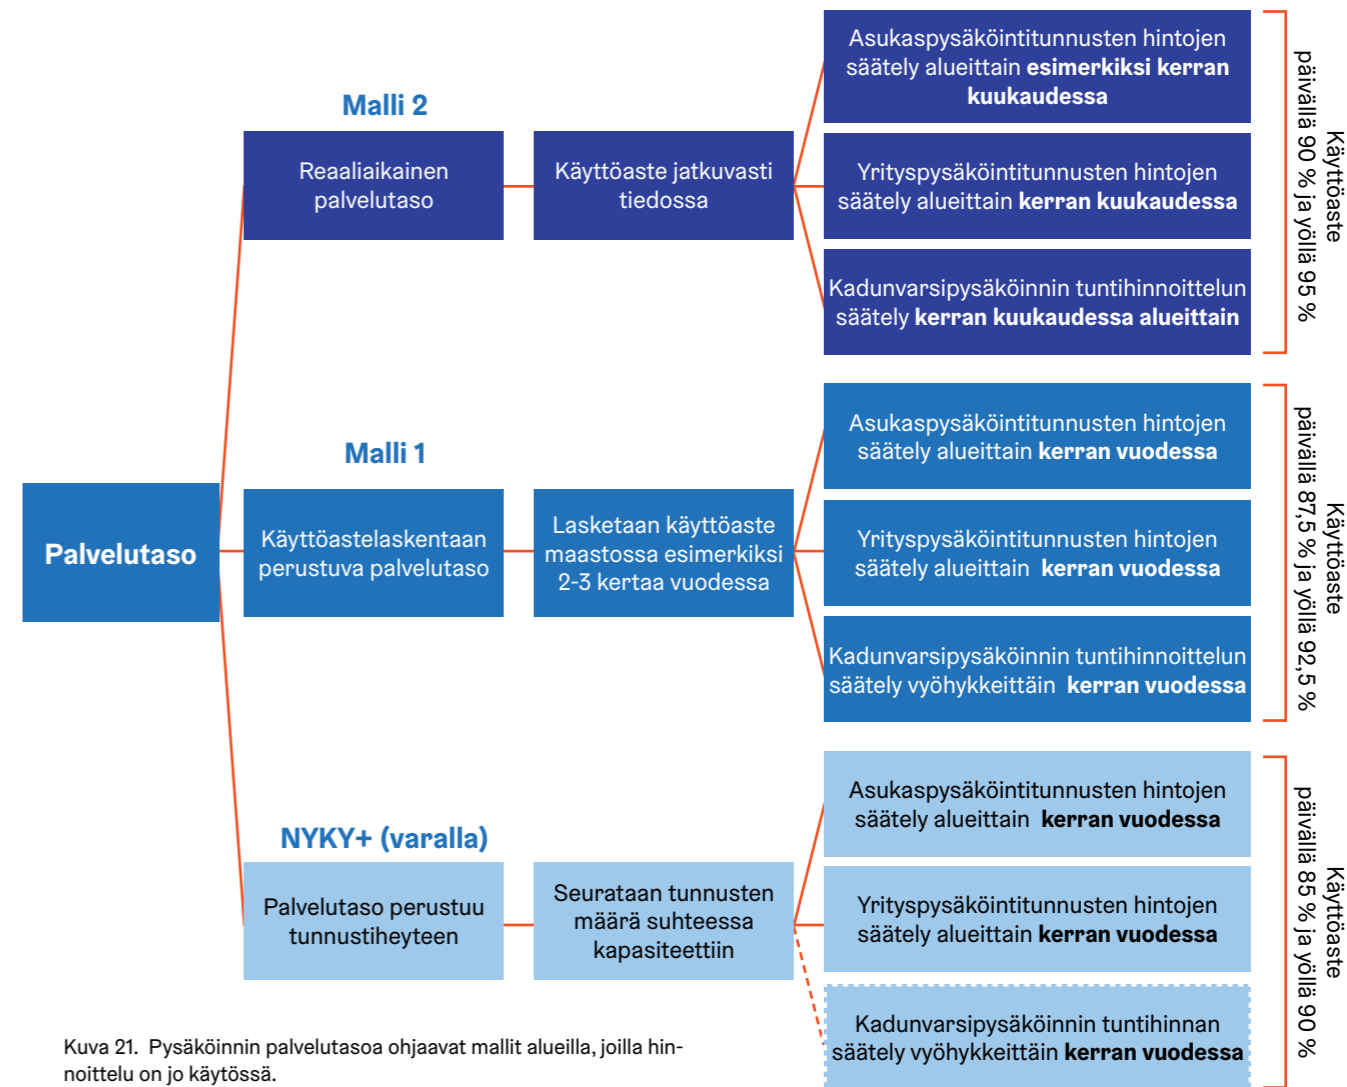 Palvelutaso
Malli 2
Reaaliaikainen
palvelutaso
Käyttöaste jatkuvasti
tiedossa
Asukaspysäköintitunnusten hintojen
säätely alueittain esimerkiksi kerran
kuukaudessa
Yrityspysäköintitunnusten hintojen
säätely alueittain kerran kuukaudessa
Kadunvarsipysäköinnin tuntihinnoittelun
säätely kerran kuukaudessa alueittain
Käyttöaste
päivällä 90 % ja yöllä 95 %
Malli 1
Käyttöastelaskentaan
perustuva palvelutaso
Lasketaan käyttöaste
maastossa esimerkiksi
2-3 kertaa vuodessa
Asukaspysäköintitunnusten hintojen
säätely alueittain kerran vuodessa
Yrityspysäköintitunnusten hintojen
säätely alueittain kerran vuodessa
Kadunvarsipysäköinnin tuntihinnoittelun
säätely vyöhykkeittäin kerran vuodessa
Käyttöaste
päivällä 87,5 % ja yöllä 92,5 %
NYKY+ (varalla)
Palvelutaso perustuu
tunnustiheyteen
Seurataan tunnusten
määrä suhteessa
kapasiteettiin
Asukaspysäköintitunnusten hintojen
säätely alueittain kerran vuodessa
Yrityspysäköintitunnusten hintojen
säätely alueittain kerran vuodessa
Kadunvarsipysäköinnin tuntihinnan
säätely vyöhykkeittäin kerran vuodessa
Käyttöaste
päivällä 85 % ja yöllä 90 %
Kuva 21. Pysäköinnin palvelutasoa ohjaavat mallit alueilla, joilla hin-
noittelu on jo käytössä.